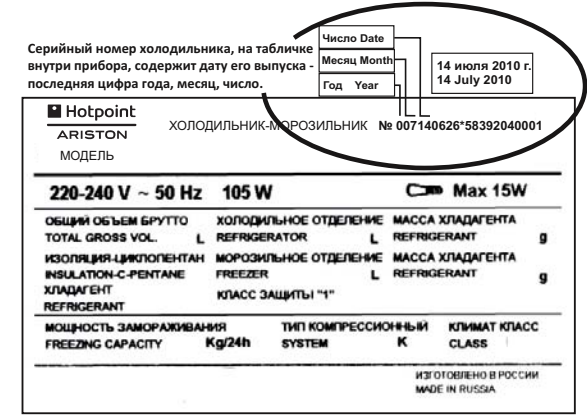 Серийный номер холодильника, на табличке
внутри прибора, содержит дату его выпуска -
последняя цифра года, месяц, число.
Число Date
Месяц Month
Год Year
14 июля 2010 г.
14 July 2010
Hotpoint
ARISTON
ХОЛОДИЛЬНИК-МОРОЗИЛЬНИК № 007140626*58392040001
МОДЕЛЬ
220-240 V ~ 50 Hz 105 W Max 15W
ОБЩИЙ ОБЪЕМ БРУТТО ХОЛОДИЛЬНОЕ ОТДЕЛЕНИЕ МАССА ХЛАДАГЕНТА
TOTAL GROSS VOL. L REFRIGERATOR L REFRIGERANT g
ИЗОЛЯЦИЯ-ЦИКЛОПЕНТАН МОРОЗИЛЬНОЕ ОТДЕЛЕНИЕ МАССА ХЛАДАГЕНТА
INSULATION-C-PENTANE FREEZER L REFRIGERANT g
ХЛАДАГЕНТ КЛАСС ЗАЩИТЫ "1"
REFRIGERANT
МОЩНОСТЬ ЗАМОРАЖИВАНИЯ ТИП КОМПРЕССИОННЫЙ КЛИМАТ КЛАСС
FREEZING CAPACITY Kg/24h SYSTEM K CLASS
ИЗГОТОВЛЕНО В РОССИИ
MADE IN RUSSIA